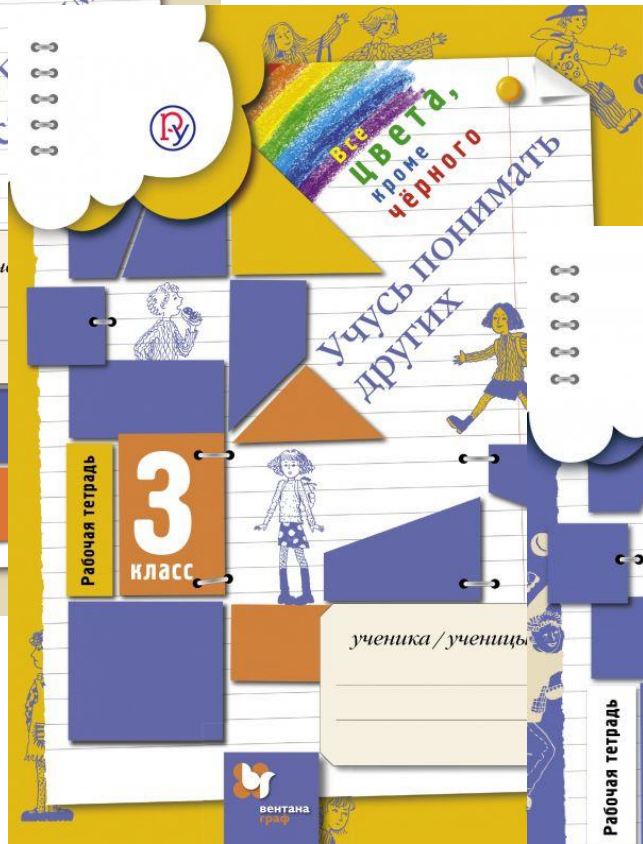 Все
цвета,
кроме
чёрного
Учусь понимать
других
Рабочая тетрадь
3
класс
ученика / ученицы
вентана
граф
Рабочая тетрадь